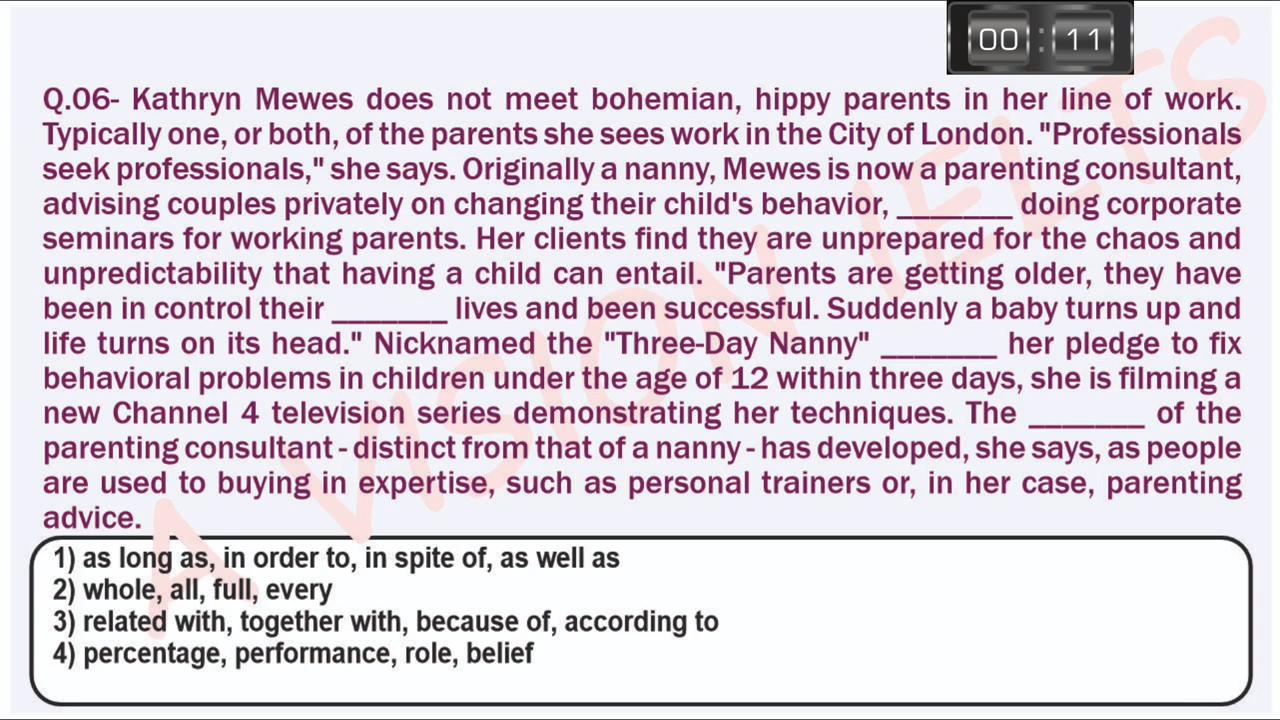 00:11
Q.06- Kathryn Mewes does not meet bohemian, hippy parents in her line of work.
Typically one, or both, of the parents she sees work in the City of London. "Professionals
seek professionals," she says. Originally a nanny, Mewes is now a parenting consultant,
advising couples privately on changing their child's behavior, _______ doing corporate
seminars for working parents. Her clients find they are unprepared for the chaos and
unpredictability that having a child can entail. "Parents are getting older, they have
been in control their _______ lives and been successful. Suddenly a baby turns up and
life turns on its head." Nicknamed the "Three-Day Nanny" _______ her pledge to fix
behavioral problems in children under the age of 12 within three days, she is filming a
new Channel 4 television series demonstrating her techniques. The _______ of the
parenting consultant - distinct from that of a nanny - has developed, she says, as people
are used to buying in expertise, such as personal trainers or, in her case, parenting
advice.
1) as long as, in order to, in spite of, as well as
2) whole, all, full, every
3) related with, together with, because of, according to
4) percentage, performance, role, belief
A VISION IELTS